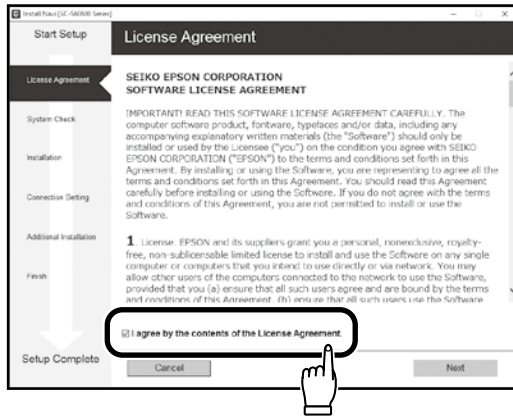 Install Navi [SC-S60600 Series]
Start Setup
License Agreement
License Agreement
System Check
Installation
Connection Setting
Additional Installation
Finish
Setup Complete
SEIKO EPSON CORPORATION
SOFTWARE LICENSE AGREEMENT
IMPORTANT! READ THIS SOFTWARE LICENSE AGREEMENT CAREFULLY. The
computer software product, fontware, typefaces and/or data, including any
accompanying explanatory written materials (the "Software") should only be
installed or used by the Licensee ("you") on the condition you agree with SEIKO
EPSON CORPORATION ("EPSON") to the terms and conditions set forth in this
Agreement. By installing or using the Software, you are representing to agree all the
terms and conditions set forth in this Agreement. You should read this Agreement
carefully before installing or using the Software. If you do not agree with the terms
and conditions of this Agreement, you are not permitted to install or use the
Software.
1. License. EPSON and its suppliers grant you a personal, nonexclusive, royalty-
free, non-sublicensable limited license to install and use the Software on any single
computer or computers that you intend to use directly or via network. You may
allow other users of the computers connected to the network to use the Software,
provided that you (a) ensure that all such users agree and are bound by the terms
and conditions of this Agreement, (b) ensure that all such users use the Software
I agree by the contents of the License Agreement.
Cancel
Next